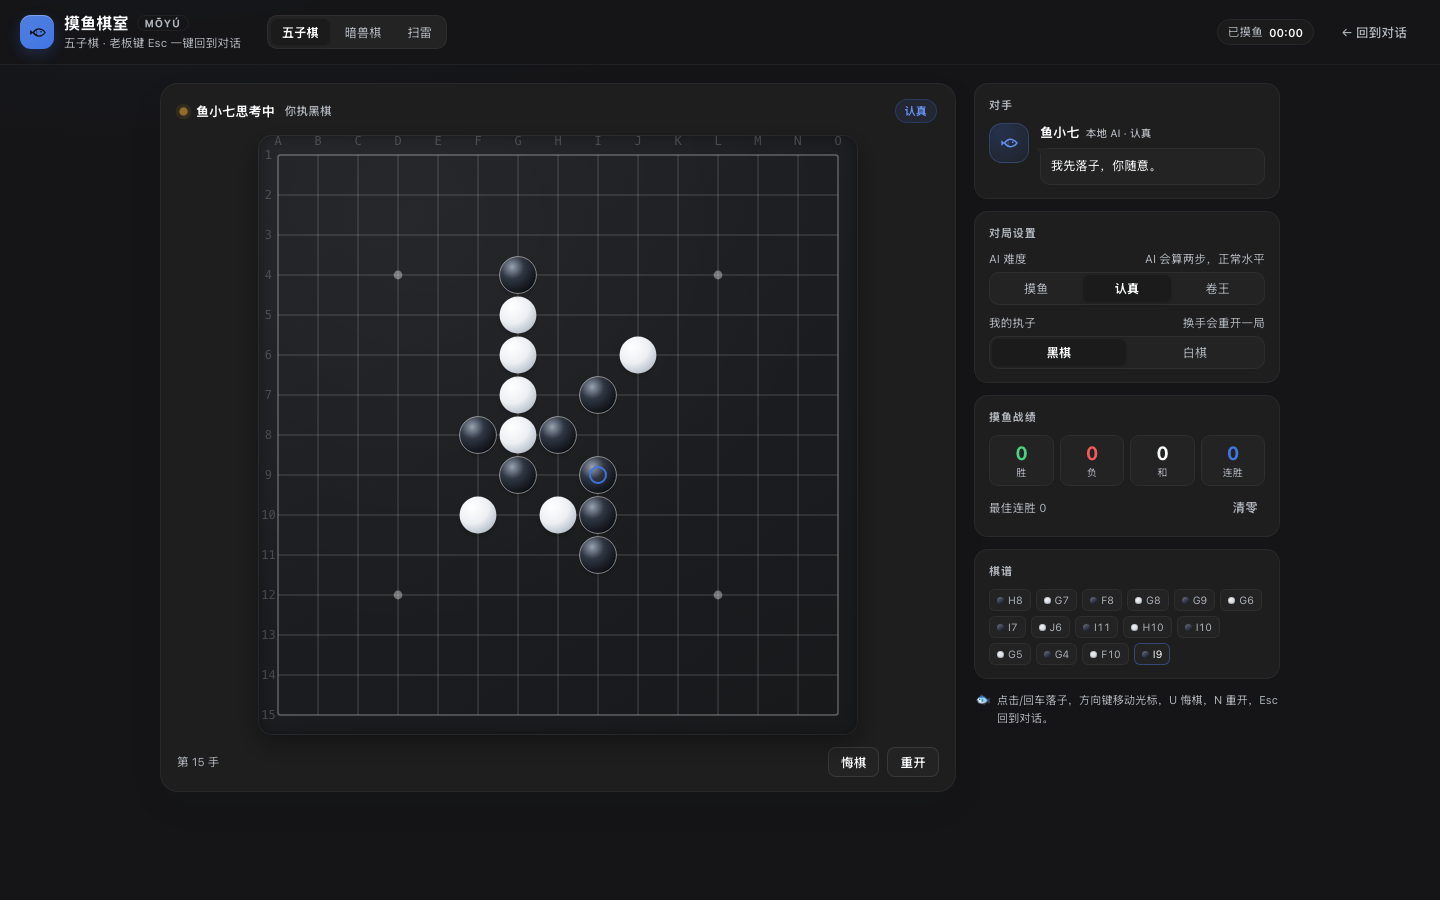 摸鱼棋室 MŌYÚ
五子棋 · 老板键 Esc 一键回到对话
五子棋 暗兽棋 扫雷
已摸鱼 00:00
← 回到对话
鱼小七思考中 你执黑棋
认真
A B C D E F G H I J K L M N O
1
2
3
4
5
6
7
8
9
10
11
12
13
14
15
第 15 手
悔棋 重开
对手
鱼小七 本地 AI · 认真
我先落子，你随意。
对局设置
AI 难度 AI 会算两步，正常水平
摸鱼 认真 卷王
我的执子 换手会重开一局
黑棋 白棋
摸鱼战绩
0 0 0 0
胜 负 和 连胜
最佳连胜 0 清零
棋谱
H8 G7 F8 G8 G9 G6
I7 J6 I11 H10 I10
G5 G4 F10 I9
点击/回车落子，方向键移动光标，U 悔棋，N 重开，Esc
回到对话。